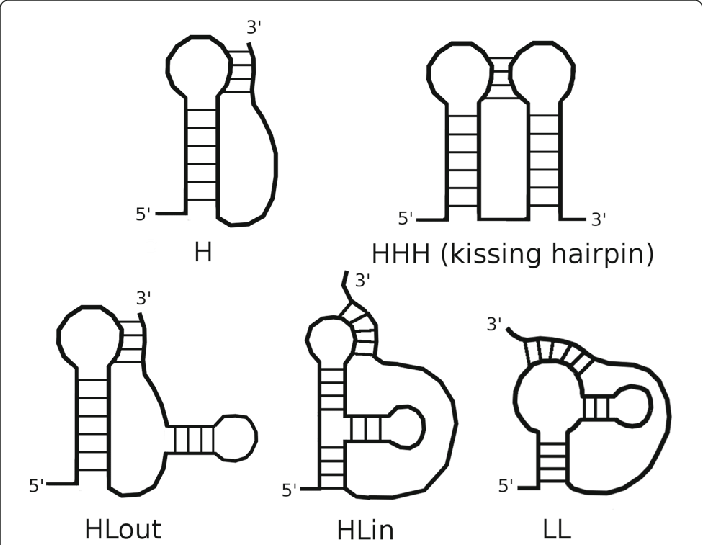 3'
5'
H
5'
3'
HHH (kissing hairpin)
3'
5'
HLout
3'
5'
HLin
3'
5'
LL